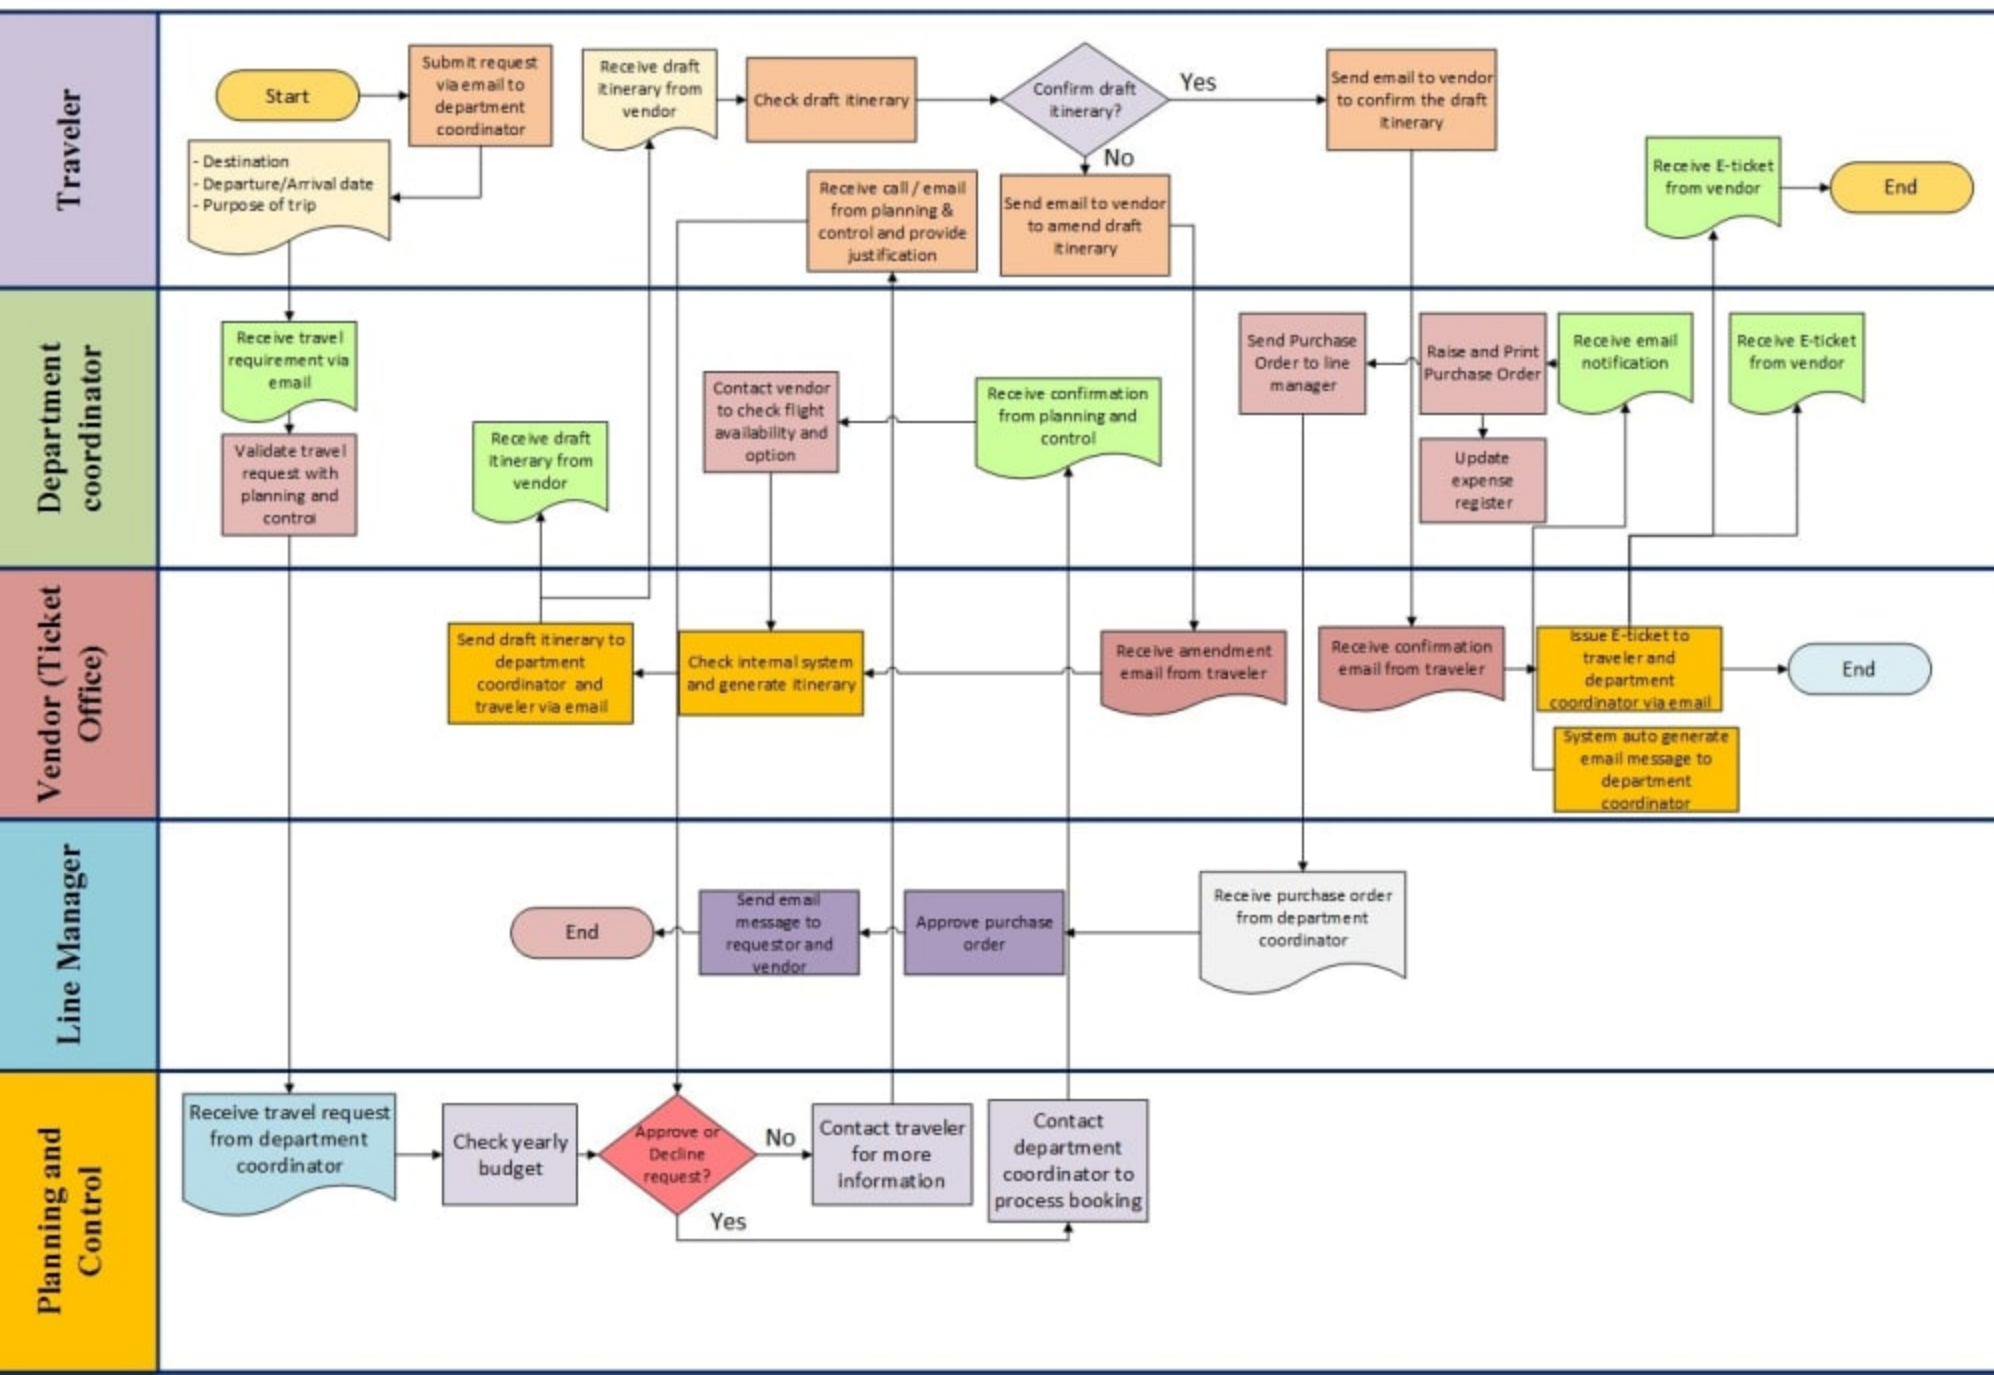 Traveler
Start
Submit request
via email to
department
coordinator
- Destination
- Departure/Arrival date
- Purpose of trip
Receive draft
itinerary from
vendor
Check draft itinerary
Confirm draft
itinerary?
Yes
No
Send email to vendor
to confirm the draft
itinerary
Receive call / email
from planning &
control and provide
justification
Send email to vendor
to amend draft
itinerary
Receive E-ticket
from vendor
End
Department
coordinator
Receive travel
requirement via
email
Validate travel
request with
planning and
control
Receive draft
itinerary from
vendor
Contact vendor
to check flight
availability and
option
Receive confirmation
from planning and
control
Send Purchase
Order to line
manager
Raise and Print
Purchase Order
Update
expense
register
Receive email
notification
Receive E-ticket
from vendor
Vendor (Ticket
Office)
Send draft itinerary to
department
coordinator and
traveler via email
Check internal system
and generate itinerary
Receive amendment
email from traveler
Receive confirmation
email from traveler
Issue E-ticket to
traveler and
department
coordinator via email
End
System auto generate
email message to
department
coordinator
Line Manager
End
Send email
message to
requestor and
vendor
Approve purchase
order
Receive purchase order
from department
coordinator
Planning and
Control
Receive travel request
from department
coordinator
Check yearly
budget
Approve or
Decline
request?
No
Yes
Contact traveler
for more
information
Contact
department
coordinator to
process booking